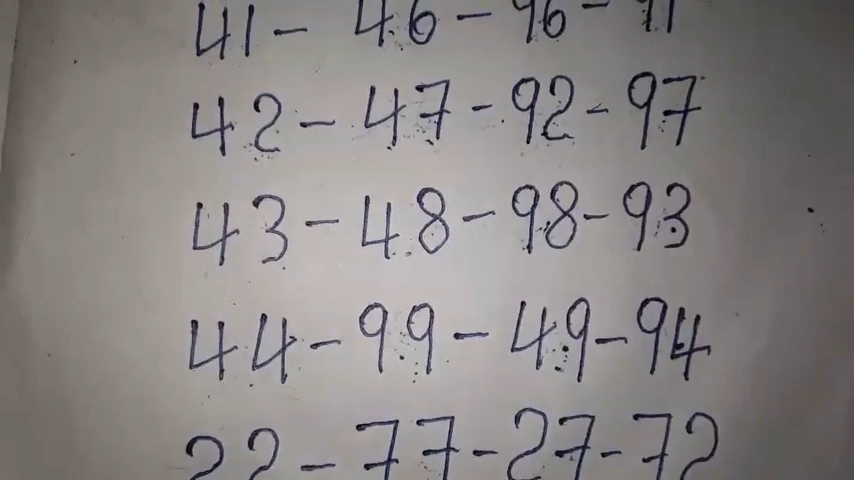 41 - 46 - 96 - 91
42 - 47 - 92 - 97
43 - 48 - 98 - 93
44 - 99 - 49 - 94
22 - 77 - 27 - 72